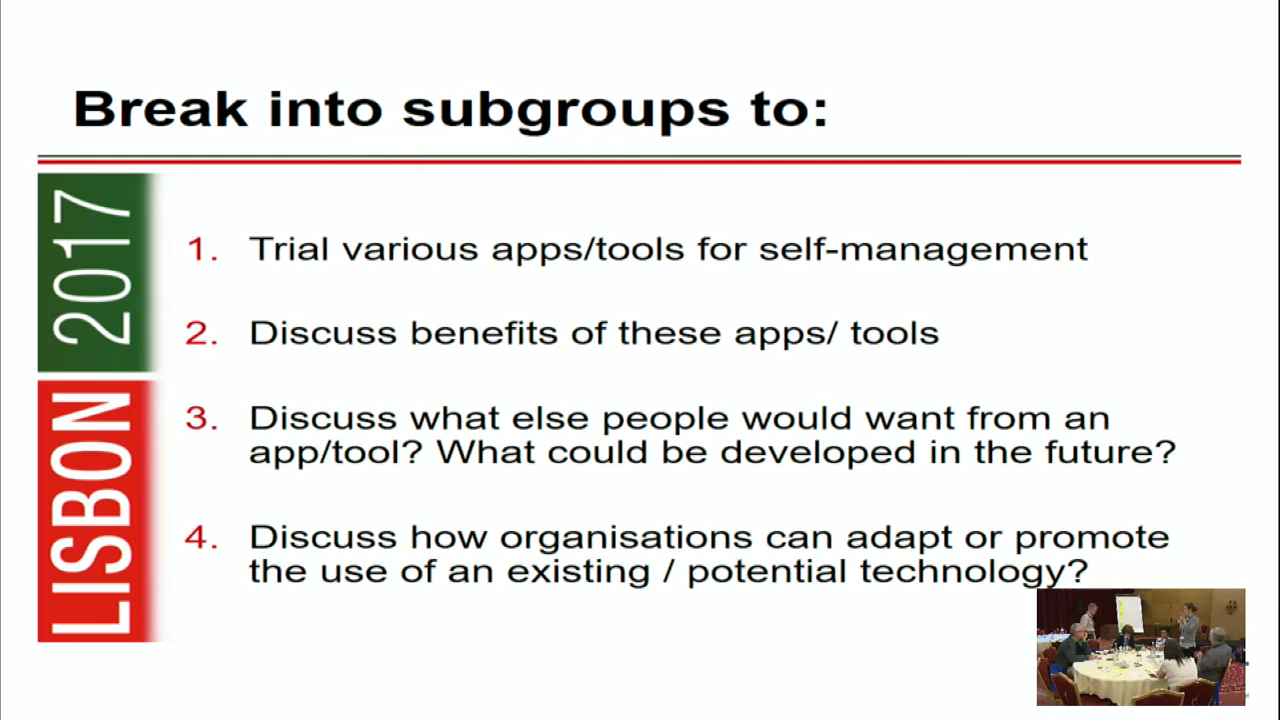 Break into subgroups to:
2017
LISBON
1. Trial various apps/tools for self-management
2. Discuss benefits of these apps/ tools
3. Discuss what else people would want from an
app/tool? What could be developed in the future?
4. Discuss how organisations can adapt or promote
the use of an existing / potential technology?